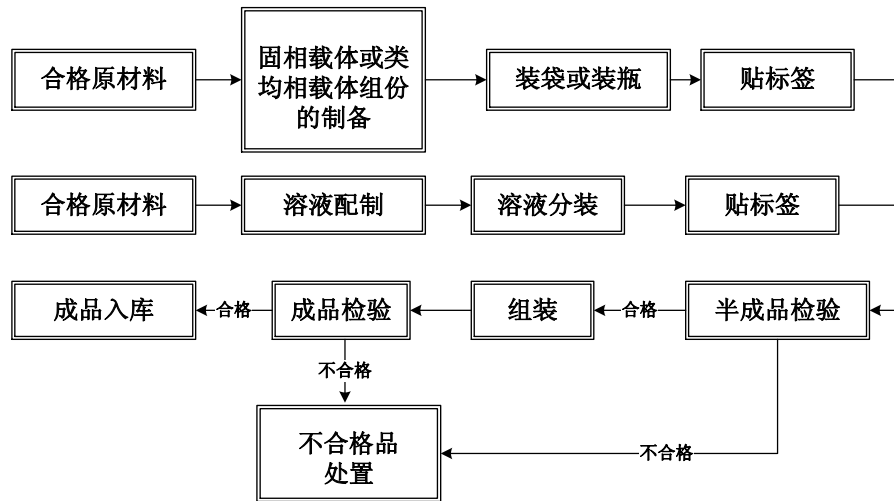 合格原材料
固相载体或类
均相载体组份
的制备
装袋或装瓶
贴标签
合格原材料
溶液配制
溶液分装
贴标签
成品入库
合格
成品检验
组装
合格
半成品检验
不合格
不合格品
处置
不合格